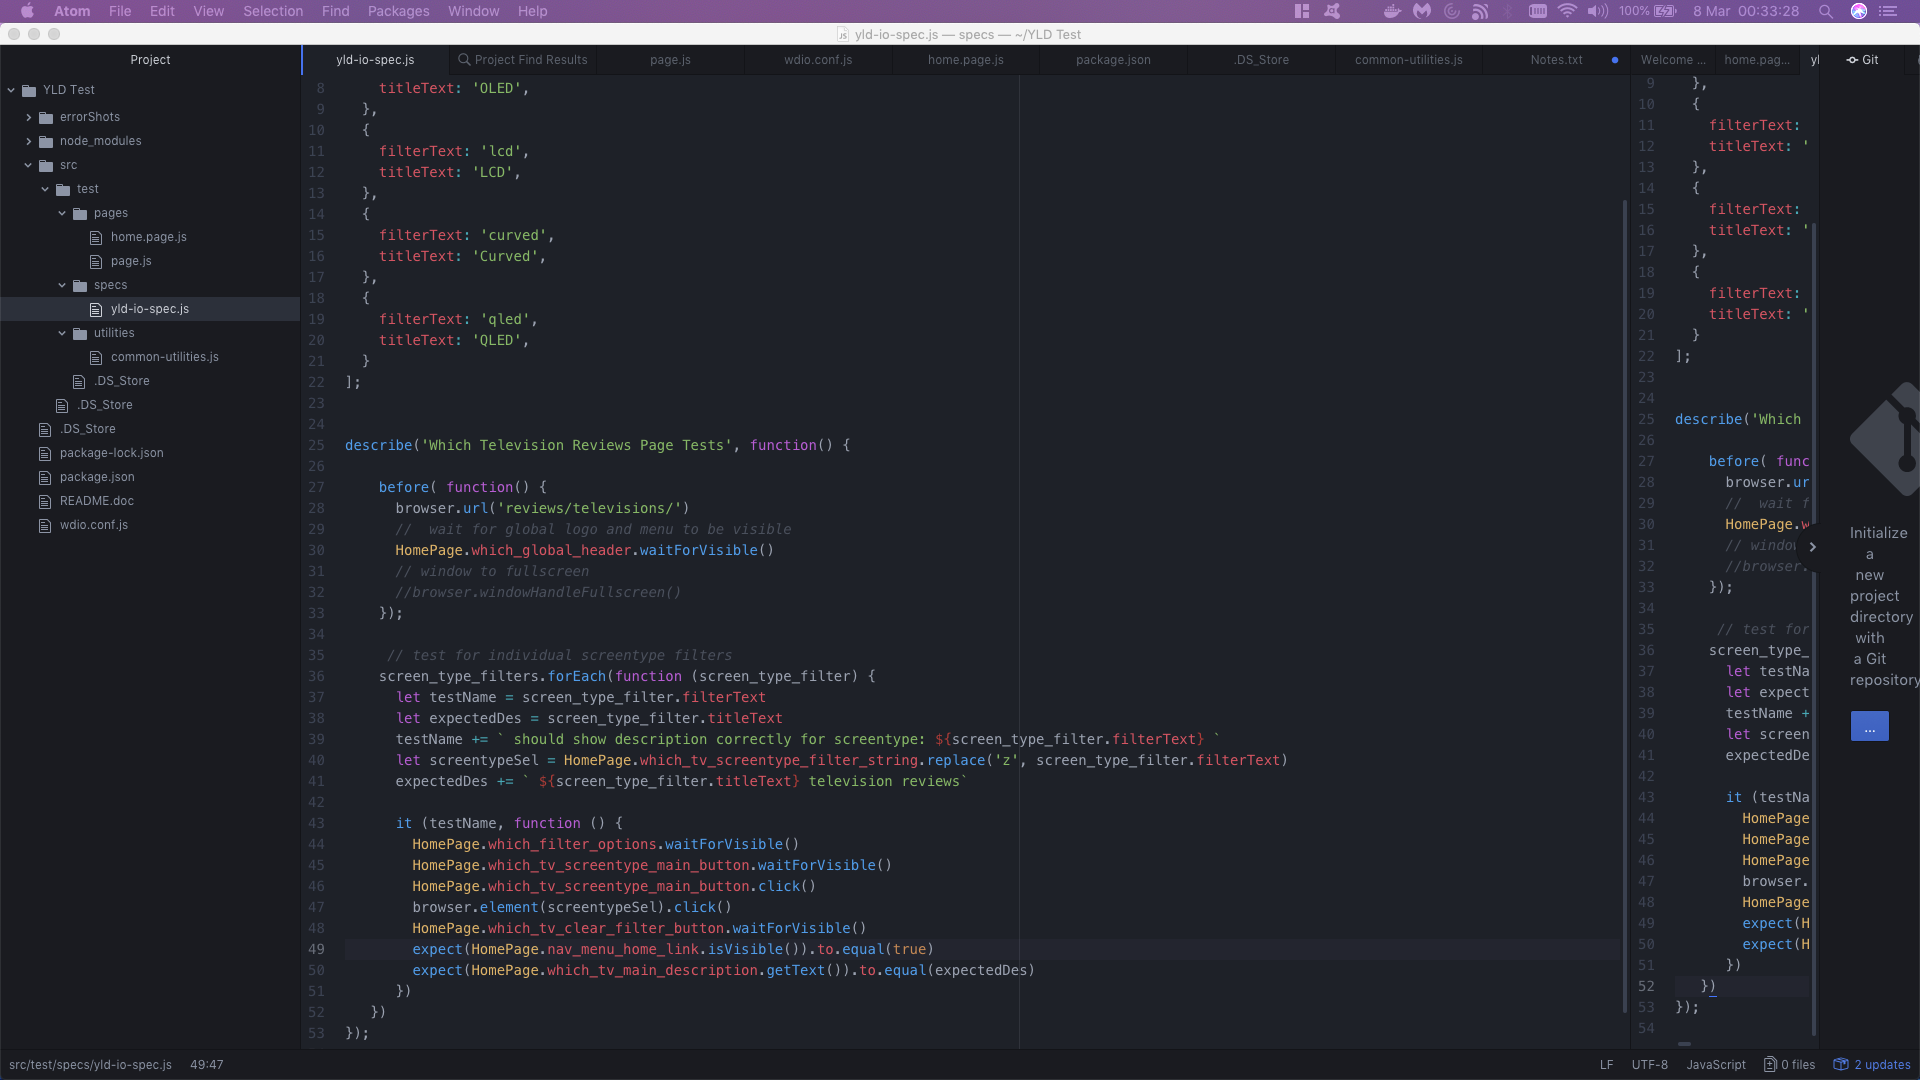 Atom File Edit View Selection Find Packages Window Help 100% 8 Mar 00:33:28
yld-io-spec.js — specs — ~/YLD Test
Project
YLD Test
errorShots
node_modules
src
test
pages
home.page.js
page.js
specs
yld-io-spec.js
utilities
common-utilities.js
.DS_Store
.DS_Store
.DS_Store
package-lock.json
package.json
README.doc
wdio.conf.js
yld-io-spec.js Project Find Results page.js wdio.conf.js home.page.js package.json .DS_Store common-utilities.js Notes.txt
8 titleText: 'OLED',
9 },
10 {
11 filterText: 'lcd',
12 titleText: 'LCD',
13 },
14 {
15 filterText: 'curved',
16 titleText: 'Curved',
17 },
18 {
19 filterText: 'qled',
20 titleText: 'QLED',
21 }
22 ];
23
24
25 describe('Which Television Reviews Page Tests', function() {
26
27 before( function() {
28 browser.url('reviews/televisions/')
29 //  wait for global logo and menu to be visible
30 HomePage.which_global_header.waitForVisible()
31 // window to fullscreen
32 //browser.windowHandleFullscreen()
33 });
34
35 // test for individual screentype filters
36 screen_type_filters.forEach(function (screen_type_filter) {
37 let testName = screen_type_filter.filterText
38 let expectedDes = screen_type_filter.titleText
39 testName += ` should show description correctly for screentype: ${screen_type_filter.filterText} `
40 let screentypeSel = HomePage.which_tv_screentype_filter_string.replace('z', screen_type_filter.filterText)
41 expectedDes += ` ${screen_type_filter.titleText} television reviews`
42
43 it (testName, function () {
44 HomePage.which_filter_options.waitForVisible()
45 HomePage.which_tv_screentype_main_button.waitForVisible()
46 HomePage.which_tv_screentype_main_button.click()
47 browser.element(screentypeSel).click()
48 HomePage.which_tv_clear_filter_button.waitForVisible()
49 expect(HomePage.nav_menu_home_link.isVisible()).to.equal(true)
50 expect(HomePage.which_tv_main_description.getText()).to.equal(expectedDes)
51 })
52 })
53 });
Welcome ... home.pag... yl
9 },
10 {
11 filterText:
12 titleText: '
13 },
14 {
15 filterText:
16 titleText: '
17 },
18 {
19 filterText:
20 titleText: '
21 }
22 ];
23
24
25 describe('Which
26
27 before( func
28 browser.ur
29 //  wait f
30 HomePage.w
31 // window
32 //browser.
33 });
34
35 // test for
36 screen_type_
37 let testNa
38 let expect
39 testName +
40 let screen
41 expectedDe
42
43 it (testNa
44 HomePage
45 HomePage
46 HomePage
47 browser.
48 HomePage
49 expect(H
50 expect(H
51 })
52 })
53 });
54
Git
Initialize
a
new
project
directory
with
a Git
repository
...
src/test/specs/yld-io-spec.js 49:47 LF UTF-8 JavaScript 0 files 2 updates